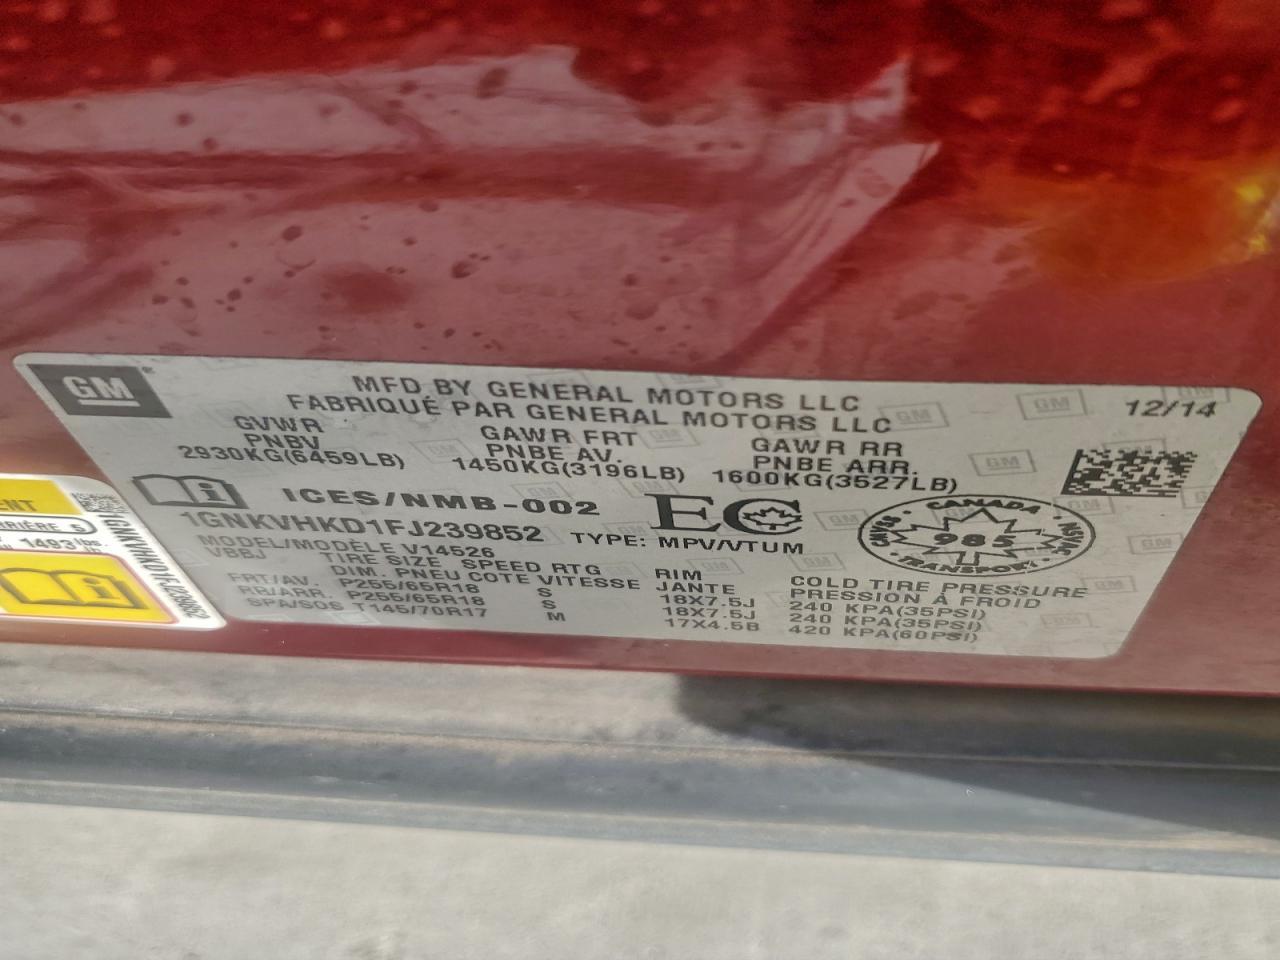 GM
MFD BY GENERAL MOTORS LLC
FABRIQUÉ PAR GENERAL MOTORS LLC
12/14
GVWR GAWR FRT GAWR RR
PNBV PNBE AV. PNBE ARR.
2930KG(6459LB) 1450KG(3196LB) 1600KG(3527LB)
ICES/NMB-002 EC
1GNKVHKD1FJ239852 TYPE: MPV/VTUM
CANADA
985
TRANSPORT
MODEL/MODÈLE V14526
VBBJ TIRE SIZE SPEED RTG RIM COLD TIRE PRESSURE
DIM. PNEU COTE VITESSE JANTE PRESSION À FROID
FRT/AV. P255/65R18 S 18X7.5J 240 KPA(35PSI)
RR/ARR. P255/65R18 S 18X7.5J 240 KPA(35PSI)
SPA/SOS T145/70R17 M 17X4.5B 420 KPA(60PSI)
ENT
RRIÈRE
1493
1GNKVHKD1FJ239852